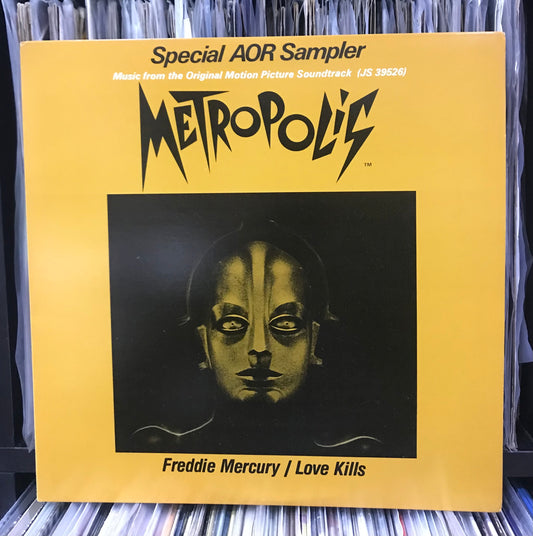 Special AOR Sampler
Music from the Original Motion Picture Soundtrack (JS 39526)
METROPOLiS
™
Freddie Mercury / Love Kills